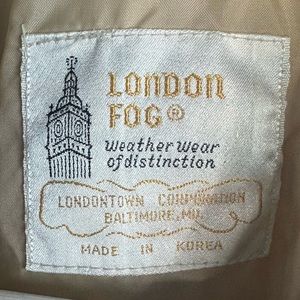 LONDON
FOG®
weather wear
of distinction
LONDONTOWN CORPORATION
BALTIMORE, MD.
MADE IN KOREA